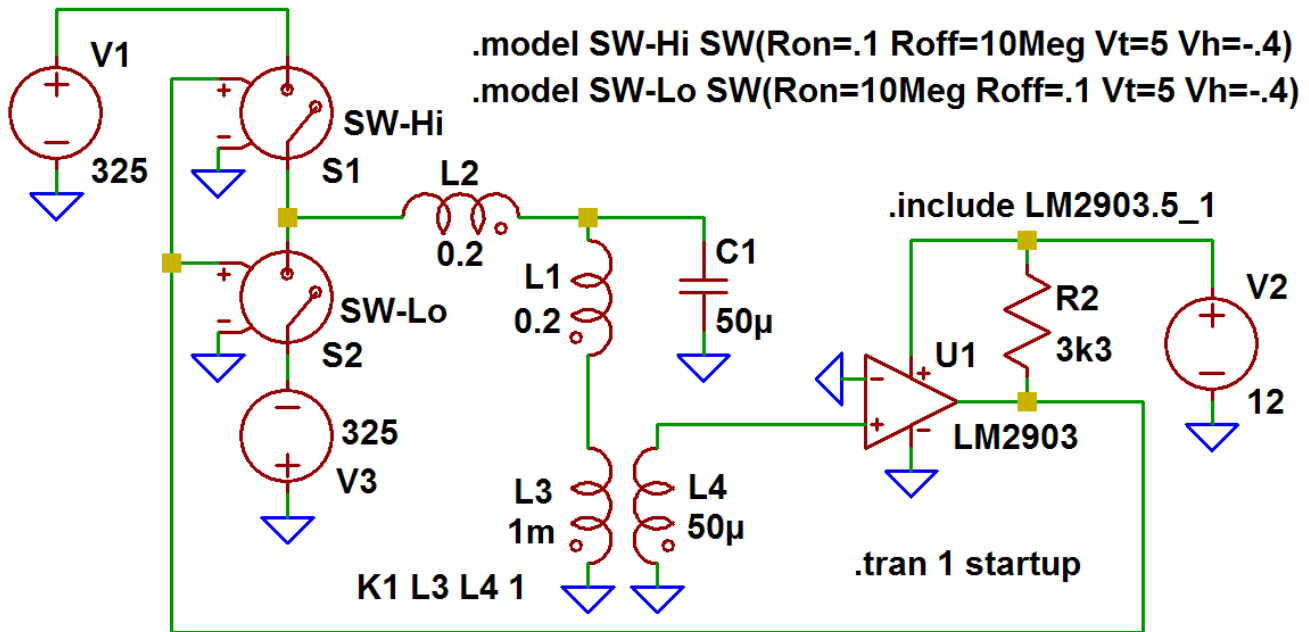 .model SW-Hi SW(Ron=.1 Roff=10Meg Vt=5 Vh=-.4)
.model SW-Lo SW(Ron=10Meg Roff=.1 Vt=5 Vh=-.4)
V1
+
−
325
+
−
SW-Hi
S1
L2
0.2
+
−
SW-Lo
S2
−
325
+
V3
L1
0.2
C1
50µ
L3
1m
L4
50µ
K1 L3 L4 1
.include LM2903.5_1
R2
3k3
V2
+
−
12
U1
+
−
+
−
LM2903
.tran 1 startup